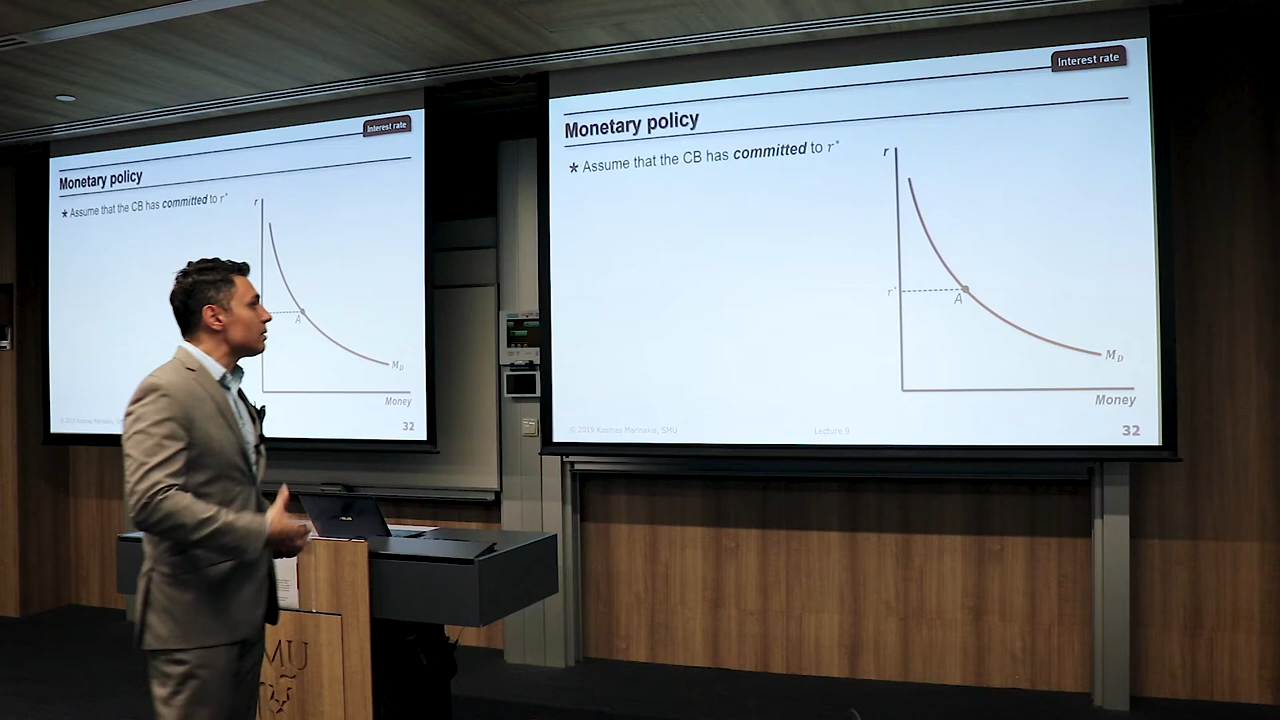 Interest rate
Monetary policy
* Assume that the CB has committed to r*
r
A
M_D
Money
32
Interest rate
Monetary policy
* Assume that the CB has committed to r*
r
r*
A
M_D
Money
© 2019 Kosmas Marinakis, SMU
Lecture 9
32